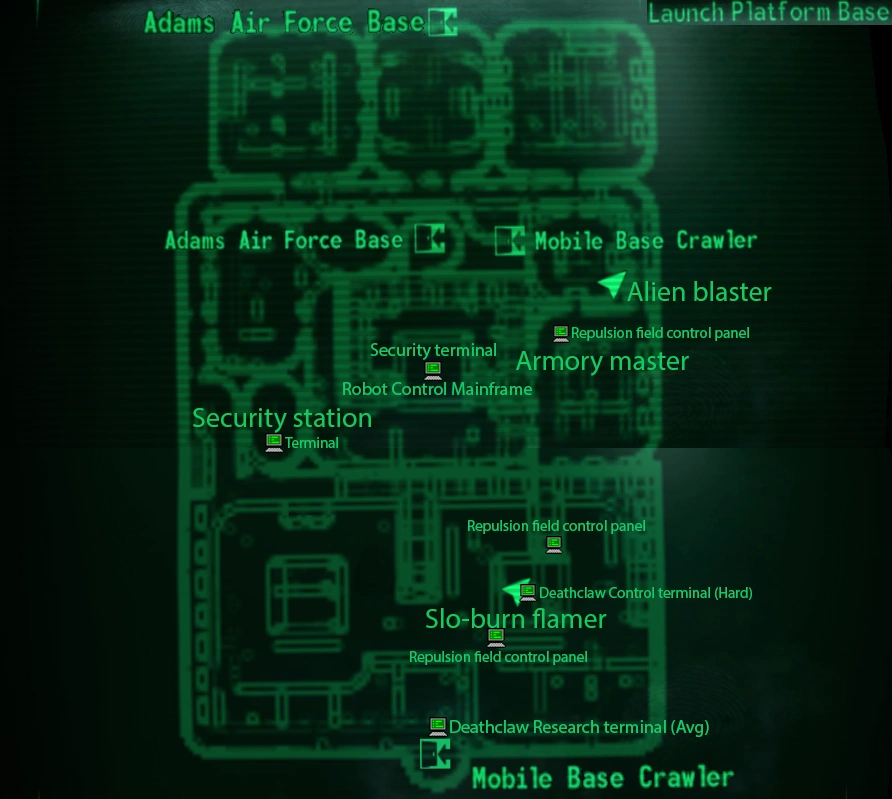 Launch Platform Base
Adams Air Force Base
Adams Air Force Base
Mobile Base Crawler
Alien blaster
Repulsion field control panel
Security terminal
Armory master
Robot Control Mainframe
Security station
Terminal
Repulsion field control panel
Deathclaw Control terminal (Hard)
Slo-burn flamer
Repulsion field control panel
Deathclaw Research terminal (Avg)
Mobile Base Crawler